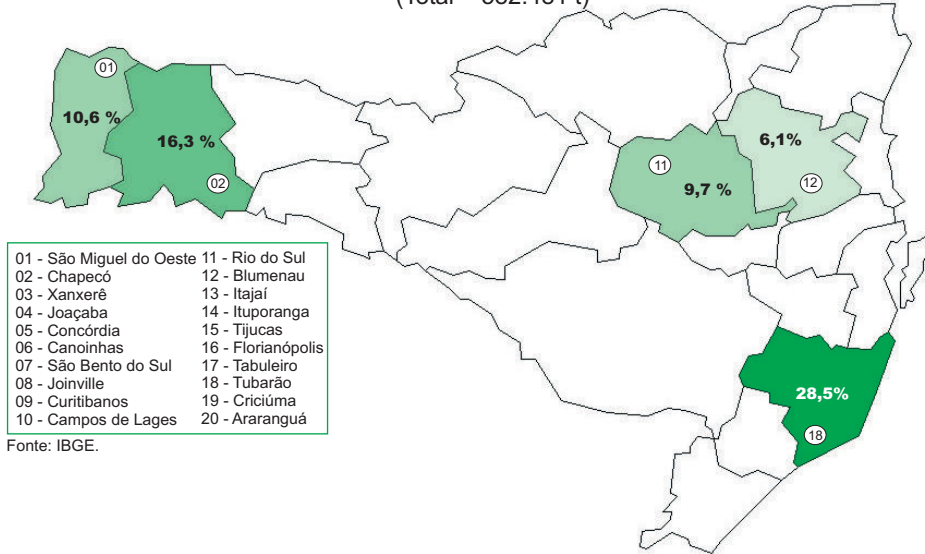 01
10,6 %
16,3 %
02
6,1%
11
9,7 %
12
01 - São Miguel do Oeste 11 - Rio do Sul
02 - Chapecó 12 - Blumenau
03 - Xanxerê 13 - Itajaí
04 - Joaçaba 14 - Ituporanga
05 - Concórdia 15 - Tijucas
06 - Canoinhas 16 - Florianópolis
07 - São Bento do Sul 17 - Tabuleiro
08 - Joinville 18 - Tubarão
09 - Curitibanos 19 - Criciúma
10 - Campos de Lages 20 - Araranguá
28,5%
18
Fonte: IBGE.